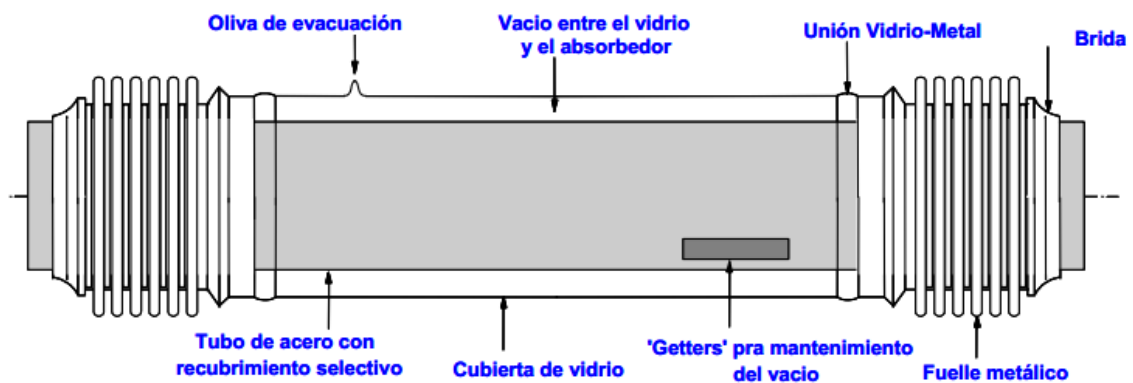 Oliva de evacuación
Vacio entre el vidrio
y el absorbedor
Unión Vidrio-Metal
Brida
Tubo de acero con
recubrimiento selectivo
Cubierta de vidrio
'Getters' pra mantenimiento
del vacio
Fuelle metálico